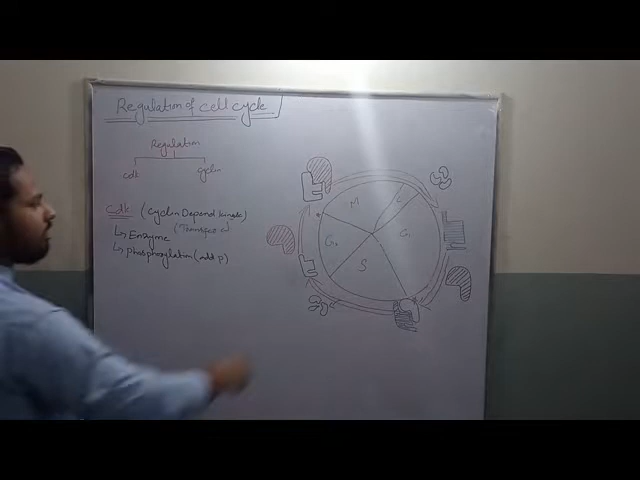 Regulation of cell cycle
Regulation
cdk cyclin
Cdk (cyclin Depend kinase)
↳ Enzyme
↳ phosphorylation (add p)
M
C
G₁
S
G₂